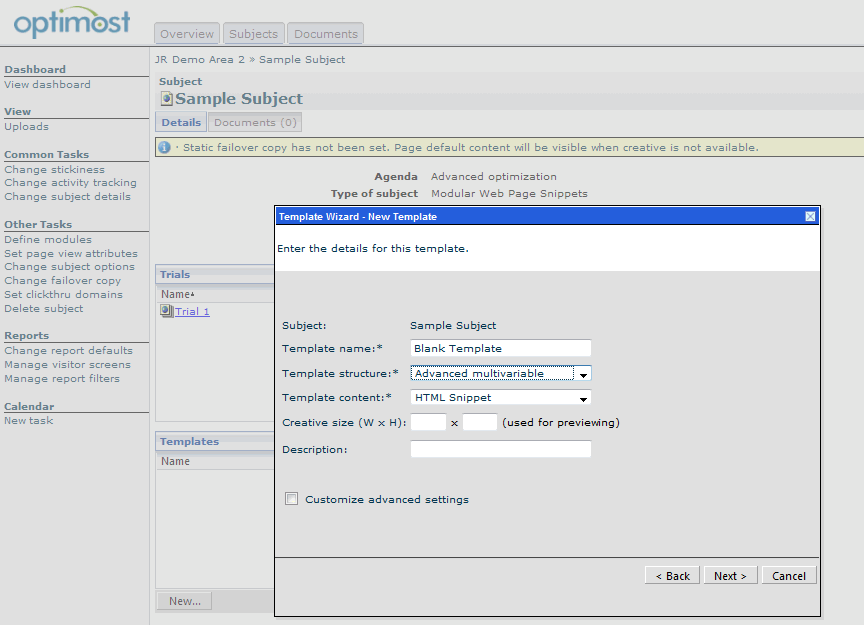 optimost
Overview Subjects Documents
Dashboard
View dashboard
View
Uploads
Common Tasks
Change stickiness
Change activity tracking
Change subject details
Other Tasks
Define modules
Set page view attributes
Change subject options
Change failover copy
Set clickthru domains
Delete subject
Reports
Change report defaults
Manage visitor screens
Manage report filters
Calendar
New task
JR Demo Area 2 » Sample Subject
Subject
Sample Subject
Details Documents (0)
· Static failover copy has not been set. Page default content will be visible when creative is not available.
Agenda Advanced optimization
Type of subject Modular Web Page Snippets
Trials
Name
Trial 1
Templates
Name
New...
Template Wizard - New Template
Enter the details for this template.
Subject: Sample Subject
Template name:* Blank Template
Template structure:* Advanced multivariable
Template content:* HTML Snippet
Creative size (W x H): x (used for previewing)
Description:
Customize advanced settings
< Back Next > Cancel